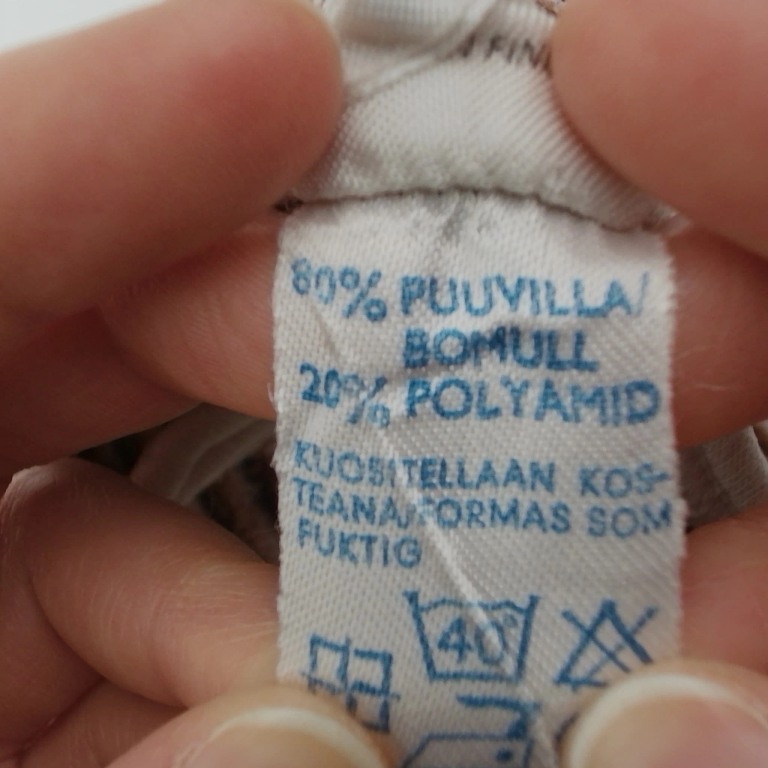 80% PUUVILLA/
BOMULL
20% POLYAMID
KUOSITELLAAN KOS-
TEANA/FORMAS SOM
FUKTIG
40°